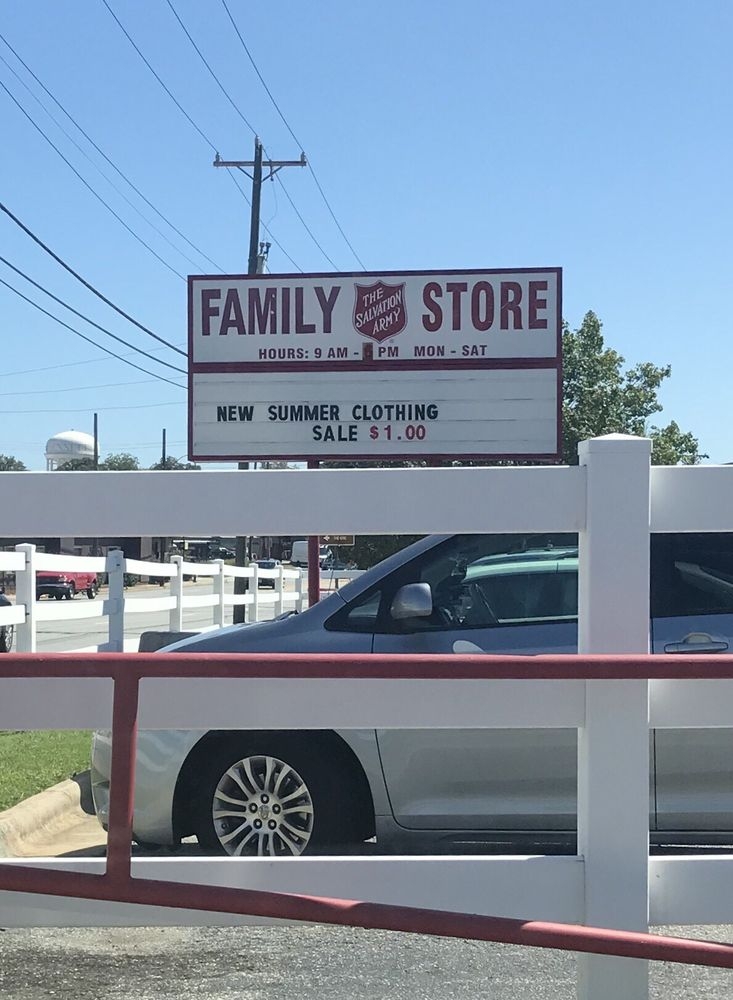 FAMILY THE SALVATION ARMY STORE
HOURS: 9 AM - PM MON - SAT
NEW SUMMER CLOTHING
SALE $1.00